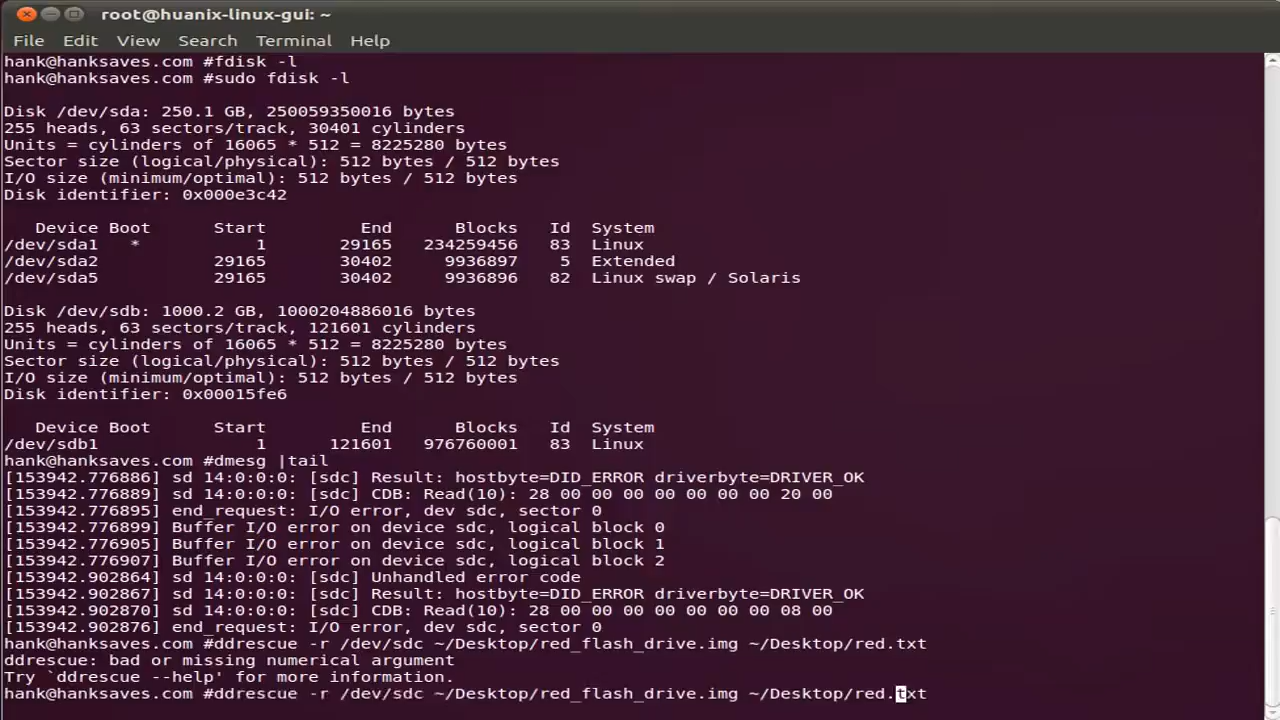 root@huanix-linux-gui: ~
File Edit View Search Terminal Help
hank@hanksaves.com #fdisk -l
hank@hanksaves.com #sudo fdisk -l
Disk /dev/sda: 250.1 GB, 250059350016 bytes
255 heads, 63 sectors/track, 30401 cylinders
Units = cylinders of 16065 * 512 = 8225280 bytes
Sector size (logical/physical): 512 bytes / 512 bytes
I/O size (minimum/optimal): 512 bytes / 512 bytes
Disk identifier: 0x000e3c42
Device Boot Start End Blocks Id System
/dev/sda1 * 1 29165 234259456 83 Linux
/dev/sda2 29165 30402 9936897 5 Extended
/dev/sda5 29165 30402 9936896 82 Linux swap / Solaris
Disk /dev/sdb: 1000.2 GB, 1000204886016 bytes
255 heads, 63 sectors/track, 121601 cylinders
Units = cylinders of 16065 * 512 = 8225280 bytes
Sector size (logical/physical): 512 bytes / 512 bytes
I/O size (minimum/optimal): 512 bytes / 512 bytes
Disk identifier: 0x00015fe6
Device Boot Start End Blocks Id System
/dev/sdb1 1 121601 976760001 83 Linux
hank@hanksaves.com #dmesg |tail
[153942.776886] sd 14:0:0:0: [sdc] Result: hostbyte=DID_ERROR driverbyte=DRIVER_OK
[153942.776889] sd 14:0:0:0: [sdc] CDB: Read(10): 28 00 00 00 00 00 00 00 20 00
[153942.776895] end_request: I/O error, dev sdc, sector 0
[153942.776899] Buffer I/O error on device sdc, logical block 0
[153942.776905] Buffer I/O error on device sdc, logical block 1
[153942.776907] Buffer I/O error on device sdc, logical block 2
[153942.902864] sd 14:0:0:0: [sdc] Unhandled error code
[153942.902867] sd 14:0:0:0: [sdc] Result: hostbyte=DID_ERROR driverbyte=DRIVER_OK
[153942.902870] sd 14:0:0:0: [sdc] CDB: Read(10): 28 00 00 00 00 00 00 00 08 00
[153942.902876] end_request: I/O error, dev sdc, sector 0
hank@hanksaves.com #ddrescue -r /dev/sdc ~/Desktop/red_flash_drive.img ~/Desktop/red.txt
ddrescue: bad or missing numerical argument
Try `ddrescue --help' for more information.
hank@hanksaves.com #ddrescue -r /dev/sdc ~/Desktop/red_flash_drive.img ~/Desktop/red.txt